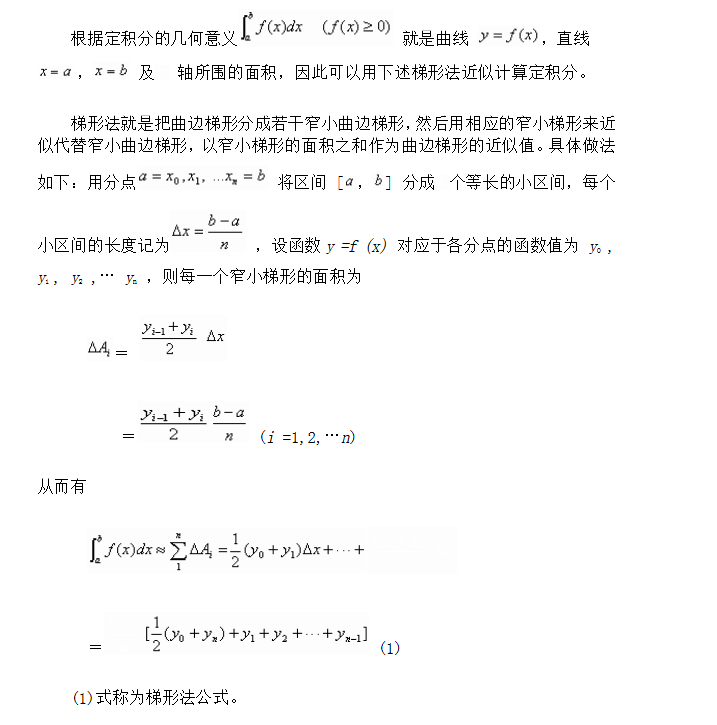 根据定积分的几何意义 $\int_a^b f(x)dx \quad (f(x) \geq 0)$ 就是曲线 $y = f(x)$，直线
$x = a$，$x = b$ 及 轴所围的面积，因此可以用下述梯形法近似计算定积分。
梯形法就是把曲边梯形分成若干窄小曲边梯形，然后用相应的窄小梯形来近
似代替窄小曲边梯形，以窄小梯形的面积之和作为曲边梯形的近似值。具体做法
如下：用分点 $a = x_0, x_1, \ldots x_n = b$ 将区间 [$a$，$b$] 分成 个等长的小区间，每个
小区间的长度记为 $\Delta x = \frac{b-a}{n}$ ，设函数 y =f (x) 对应于各分点的函数值为 $y_0$，
$y_1$，$y_2$，… $y_n$ ，则每一个窄小梯形的面积为
$\Delta A_i = \frac{y_{i-1} + y_i}{2} \Delta x$
$= \frac{y_{i-1} + y_i}{2} \frac{b-a}{n}$ (i =1,2,…n)
从而有
$\int_a^b f(x)dx \approx \sum_1^n \Delta A_i = \frac{1}{2}(y_0 + y_1)\Delta x + \cdots +$
$= [\frac{1}{2}(y_0 + y_n) + y_1 + y_2 + \cdots + y_{n-1}]$ (1)
(1)式称为梯形法公式。